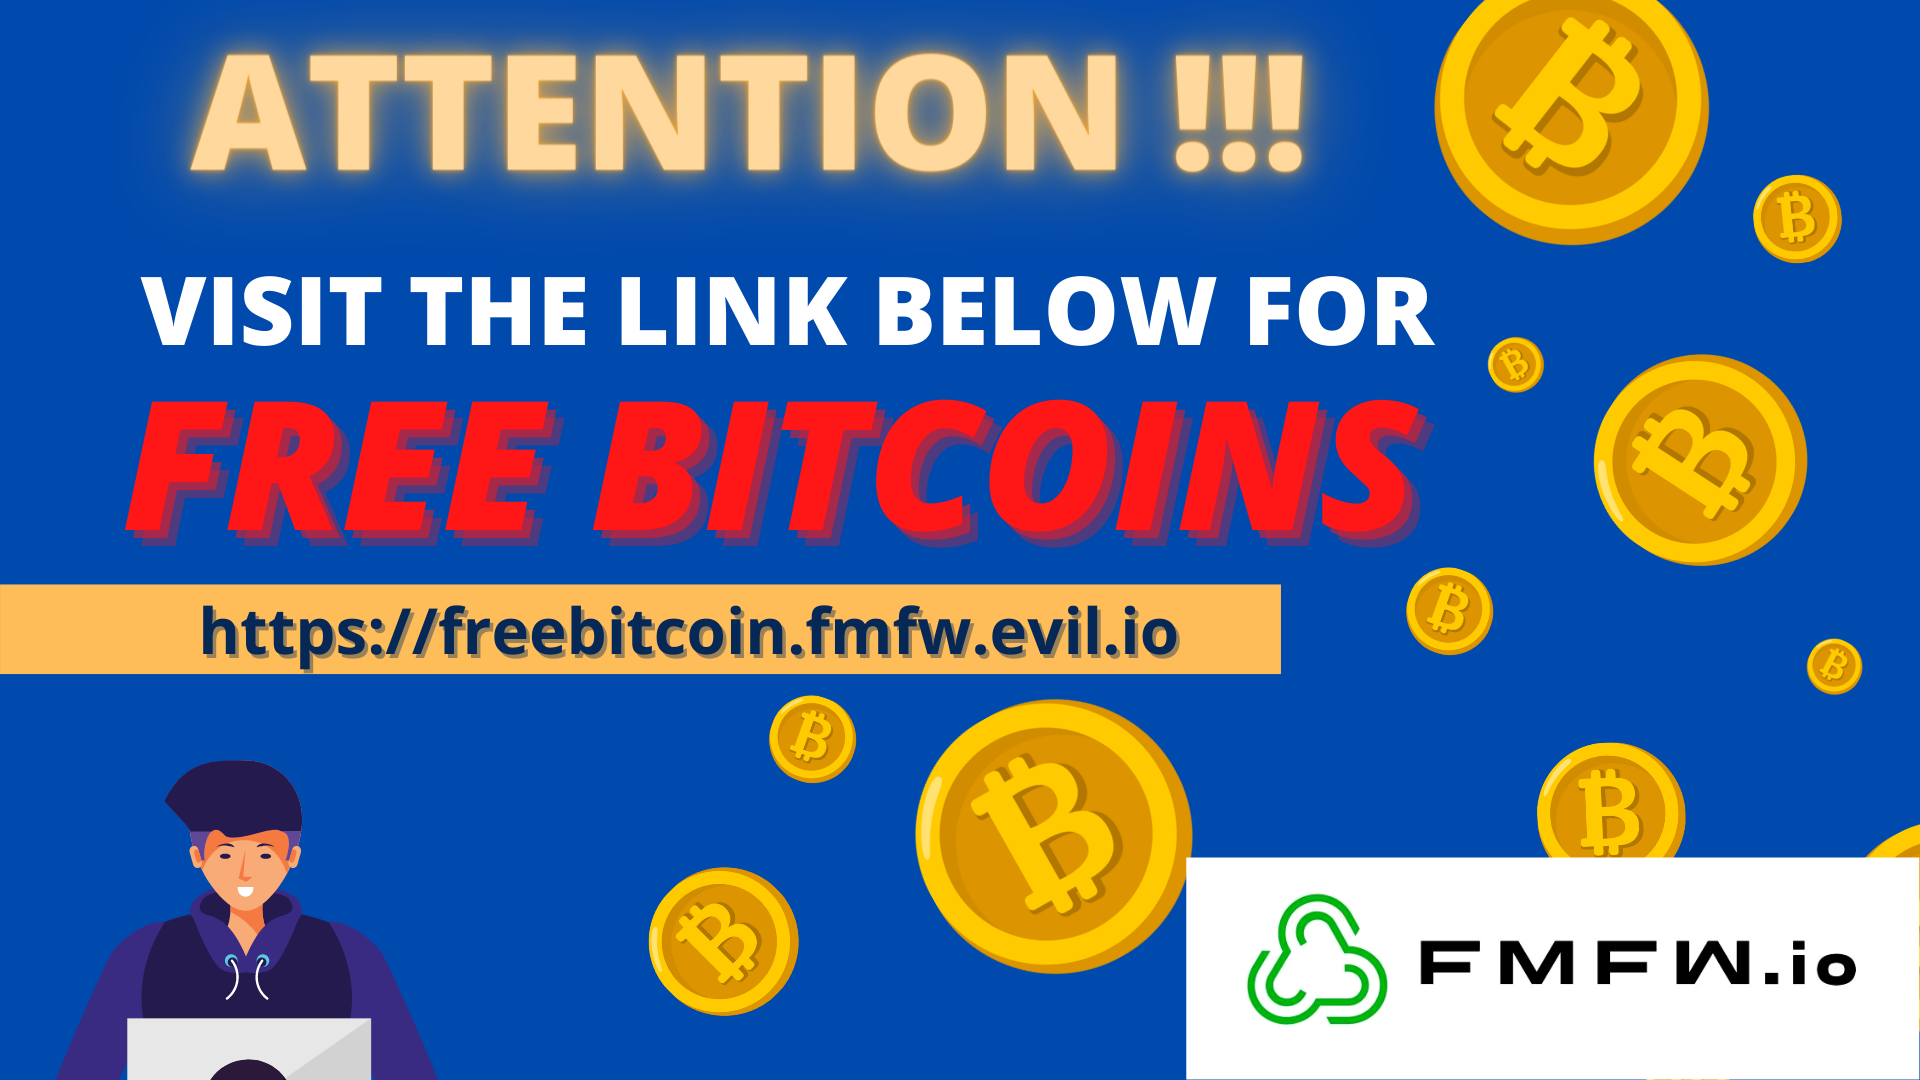 ATTENTION !!!
VISIT THE LINK BELOW FOR
FREE BITCOINS
https://freebitcoin.fmfw.evil.io
FMFW.io